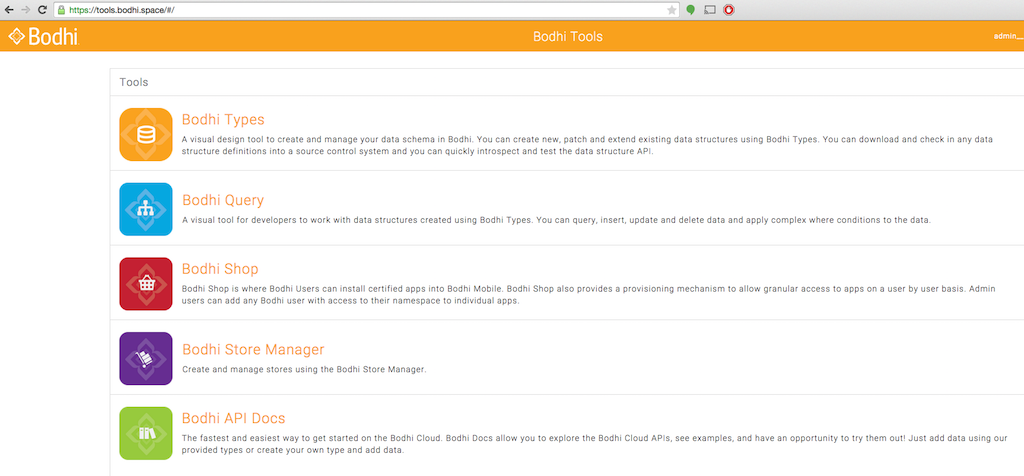 https://tools.bodhi.space/#/
Bodhi
Bodhi Tools
admin__
Tools
Bodhi Types
A visual design tool to create and manage your data schema in Bodhi. You can create new, patch and extend existing data structures using Bodhi Types. You can download and check in any data
structure definitions into a source control system and you can quickly introspect and test the data structure API.
Bodhi Query
A visual tool for developers to work with data structures created using Bodhi Types. You can query, insert, update and delete data and apply complex where conditions to the data.
Bodhi Shop
Bodhi Shop is where Bodhi Users can install certified apps into Bodhi Mobile. Bodhi Shop also provides a provisioning mechanism to allow granular access to apps on a user by user basis. Admin
users can add any Bodhi user with access to their namespace to individual apps.
Bodhi Store Manager
Create and manage stores using the Bodhi Store Manager.
Bodhi API Docs
The fastest and easiest way to get started on the Bodhi Cloud. Bodhi Docs allow you to explore the Bodhi Cloud APIs, see examples, and have an opportunity to try them out! Just add data using our
provided types or create your own type and add data.